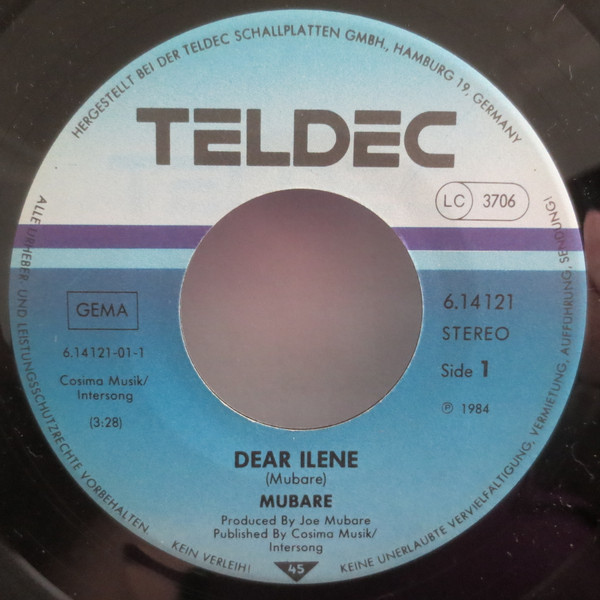 HERGESTELLT BEI DER TELDEC SCHALLPLATTEN GMBH., HAMBURG 19, GERMANY
TELDEC
LC 3706
GEMA
6.14121-01-1
Cosima Musik/
Intersong
(3:28)
6.14121
STEREO
Side 1
℗ 1984
DEAR ILENE
(Mubare)
MUBARE
Produced By Joe Mubare
Published By Cosima Musik/
Intersong
45
ALLE URHEBER- UND LEISTUNGSSCHUTZRECHTE VORBEHALTEN.
KEIN VERLEIH!
KEINE UNERLAUBTE VERVIELFÄLTIGUNG, VERMIETUNG, AUFFÜHRUNG, SENDUNG!